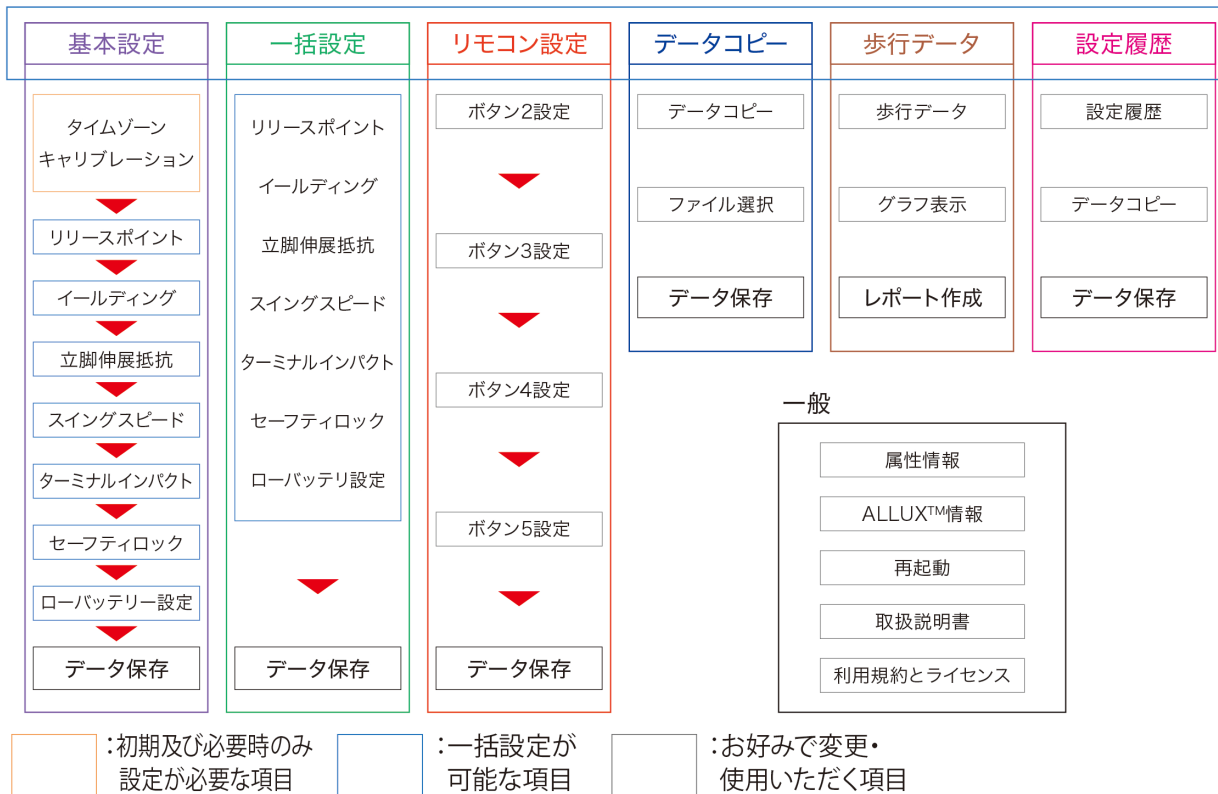 基本設定
タイムゾーン
キャリブレーション
リリースポイント
イールディング
立脚伸展抵抗
スイングスピード
ターミナルインパクト
セーフティロック
ローバッテリー設定
データ保存
一括設定
リリースポイント
イールディング
立脚伸展抵抗
スイングスピード
ターミナルインパクト
セーフティロック
ローバッテリ設定
データ保存
リモコン設定
ボタン2設定
ボタン3設定
ボタン4設定
ボタン5設定
データ保存
データコピー
データコピー
ファイル選択
データ保存
歩行データ
歩行データ
グラフ表示
レポート作成
設定履歴
設定履歴
データコピー
データ保存
一般
属性情報
ALLUX™情報
再起動
取扱説明書
利用規約とライセンス
:初期及び必要時のみ
設定が必要な項目
:一括設定が
可能な項目
:お好みで変更・
使用いただく項目